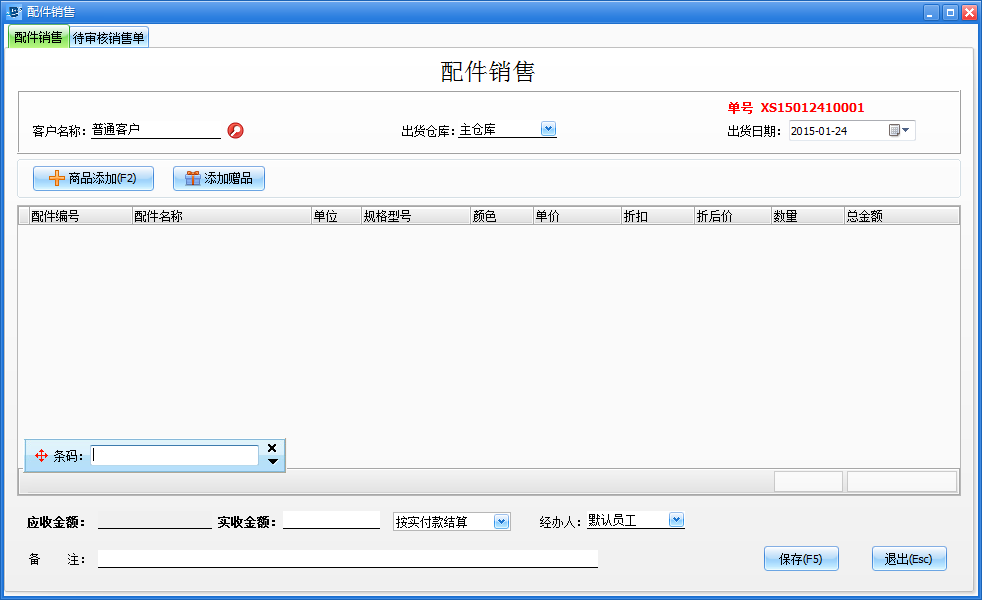 配件销售
配件销售 待审核销售单
配件销售
单号 XS15012410001
客户名称: 普通客户 出货仓库: 主仓库 出货日期: 2015-01-24
商品添加(F2) 添加赠品
配件编号 配件名称 单位 规格型号 颜色 单价 折扣 折后价 数量 总金额
条码:
应收金额: 实收金额: 按实付款结算 经办人: 默认员工
备 注: 保存(F5) 退出(Esc)